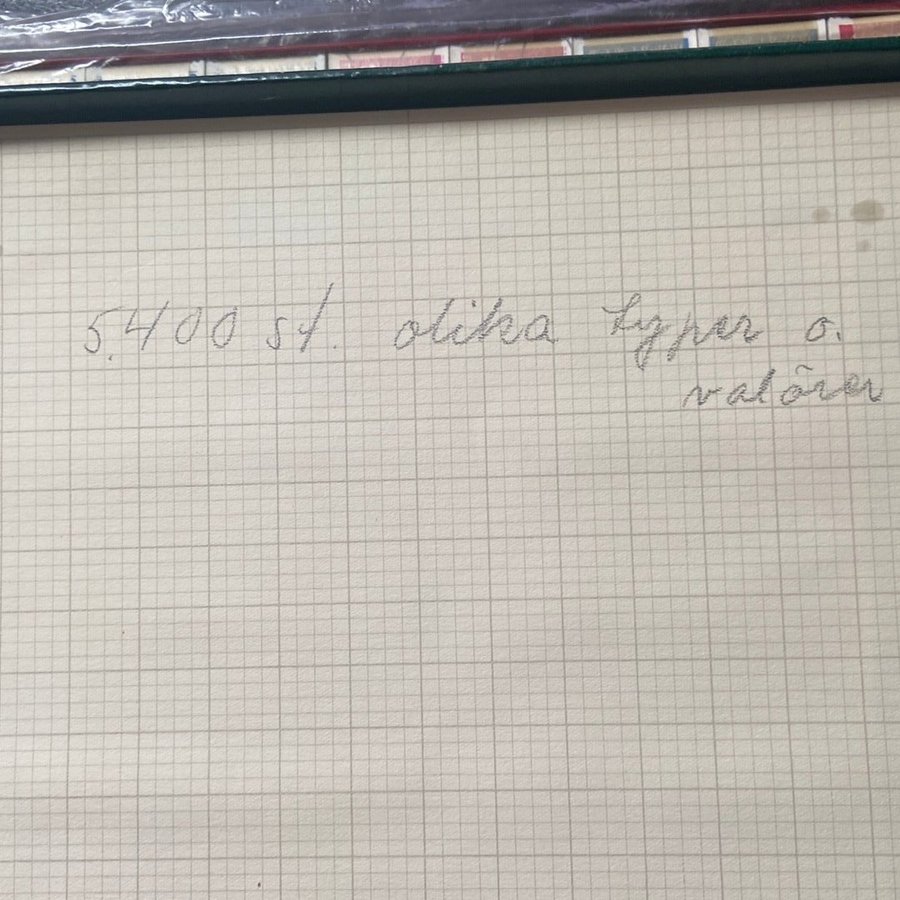 5.400 st. olika typer o.
valörer